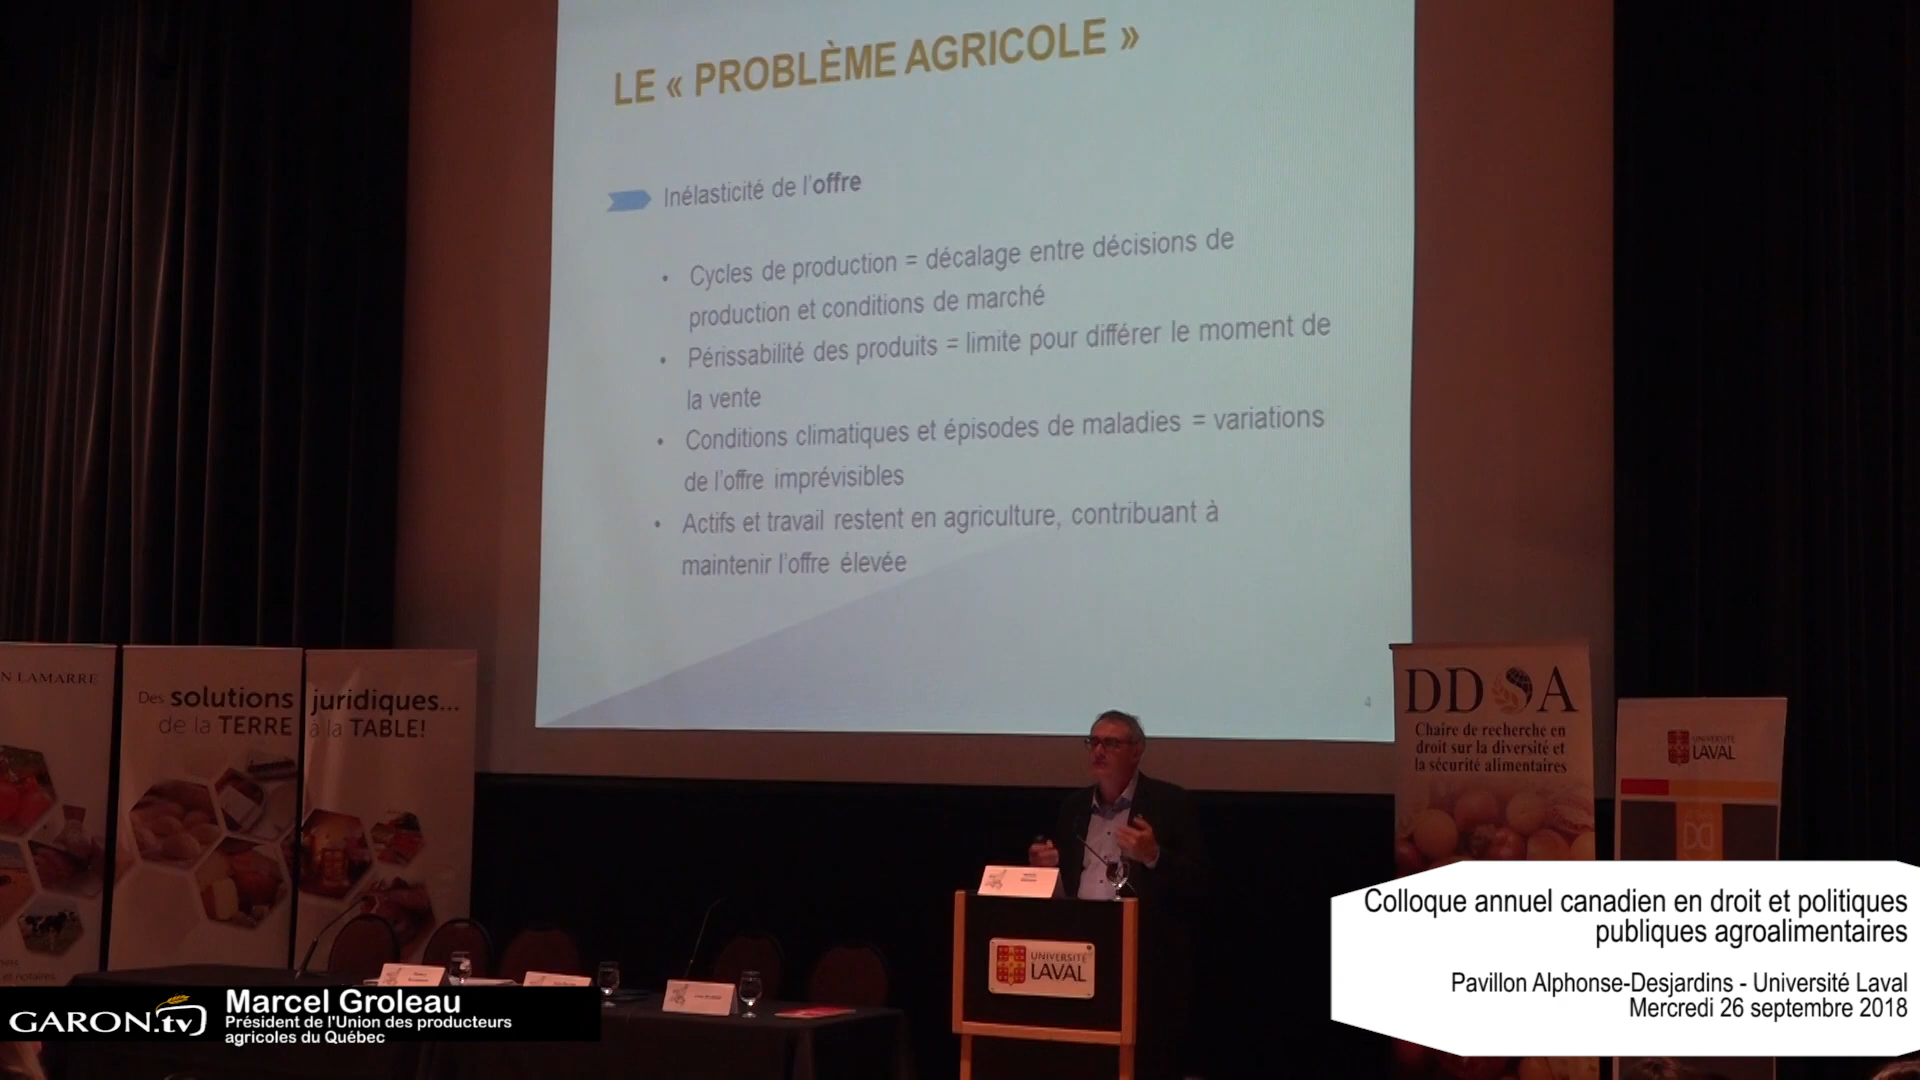 LE « PROBLÈME AGRICOLE »
Inélasticité de l'offre
• Cycles de production = décalage entre décisions de
production et conditions de marché
• Périssabilité des produits = limite pour différer le moment de
la vente
• Conditions climatiques et épisodes de maladies = variations
de l'offre imprévisibles
• Actifs et travail restent en agriculture, contribuant à
maintenir l'offre élevée
4
N LAMARRE
Des solutions juridiques...
de la TERRE à la TABLE!
et notaires
DDSA
Chaire de recherche en
droit sur la diversité et
la sécurité alimentaires
UNIVERSITÉ
LAVAL
UNIVERSITÉ
LAVAL
GARON.tv
Marcel Groleau
Président de l'Union des producteurs
agricoles du Québec
Colloque annuel canadien en droit et politiques
publiques agroalimentaires
Pavillon Alphonse-Desjardins - Université Laval
Mercredi 26 septembre 2018